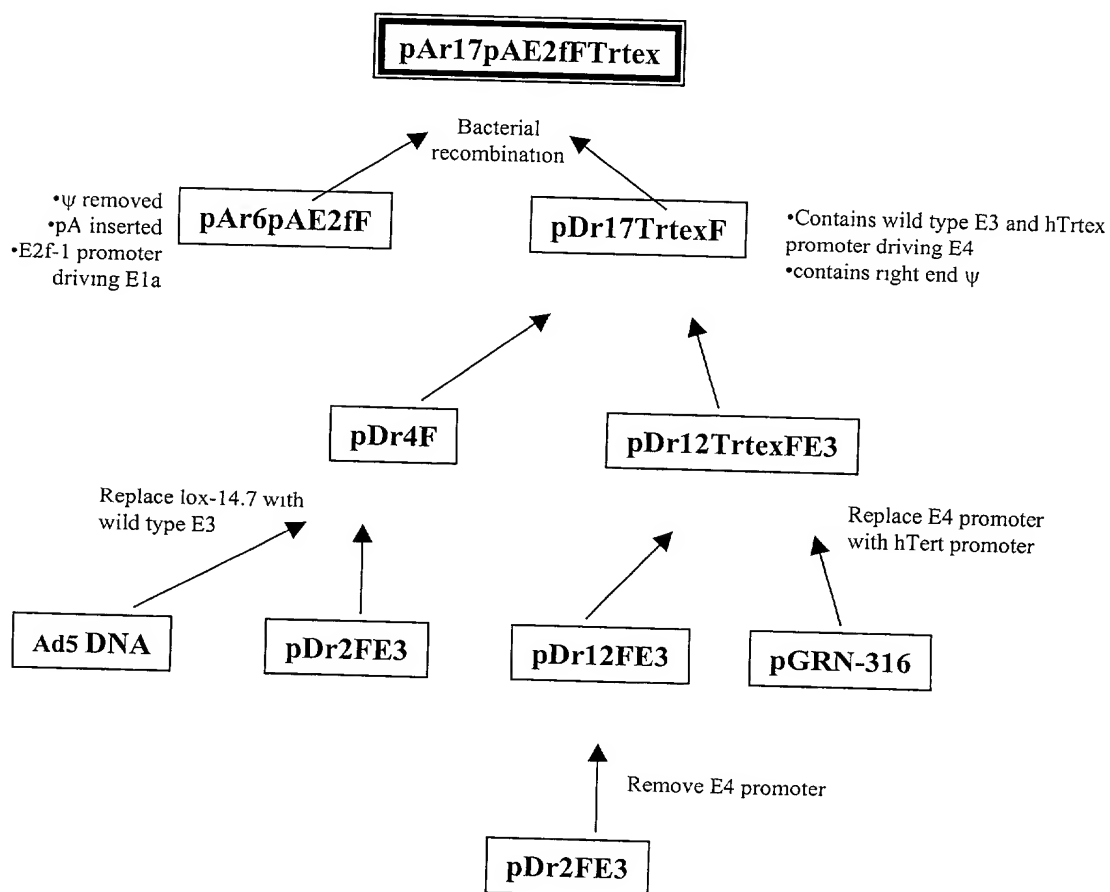 pAr17pAE2fFTrtex
Bacterial
recombination
•ψ removed
•pA inserted
•E2f-1 promoter
driving E1a
pAr6pAE2fF
pDr17TrtexF
•Contains wild type E3 and hTrtex
promoter driving E4
•contains right end ψ
pDr4F
pDr12TrtexFE3
Replace lox-14.7 with
wild type E3
Replace E4 promoter
with hTert promoter
Ad5 DNA
pDr2FE3
pDr12FE3
pGRN-316
Remove E4 promoter
pDr2FE3